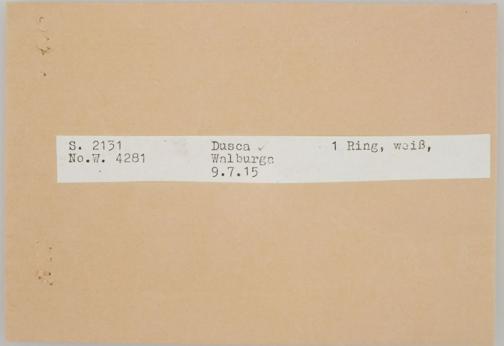 S. 2131 Dusca ✓ 1 Ring, weiß,
No.W. 4281 Walburga
9.7.15